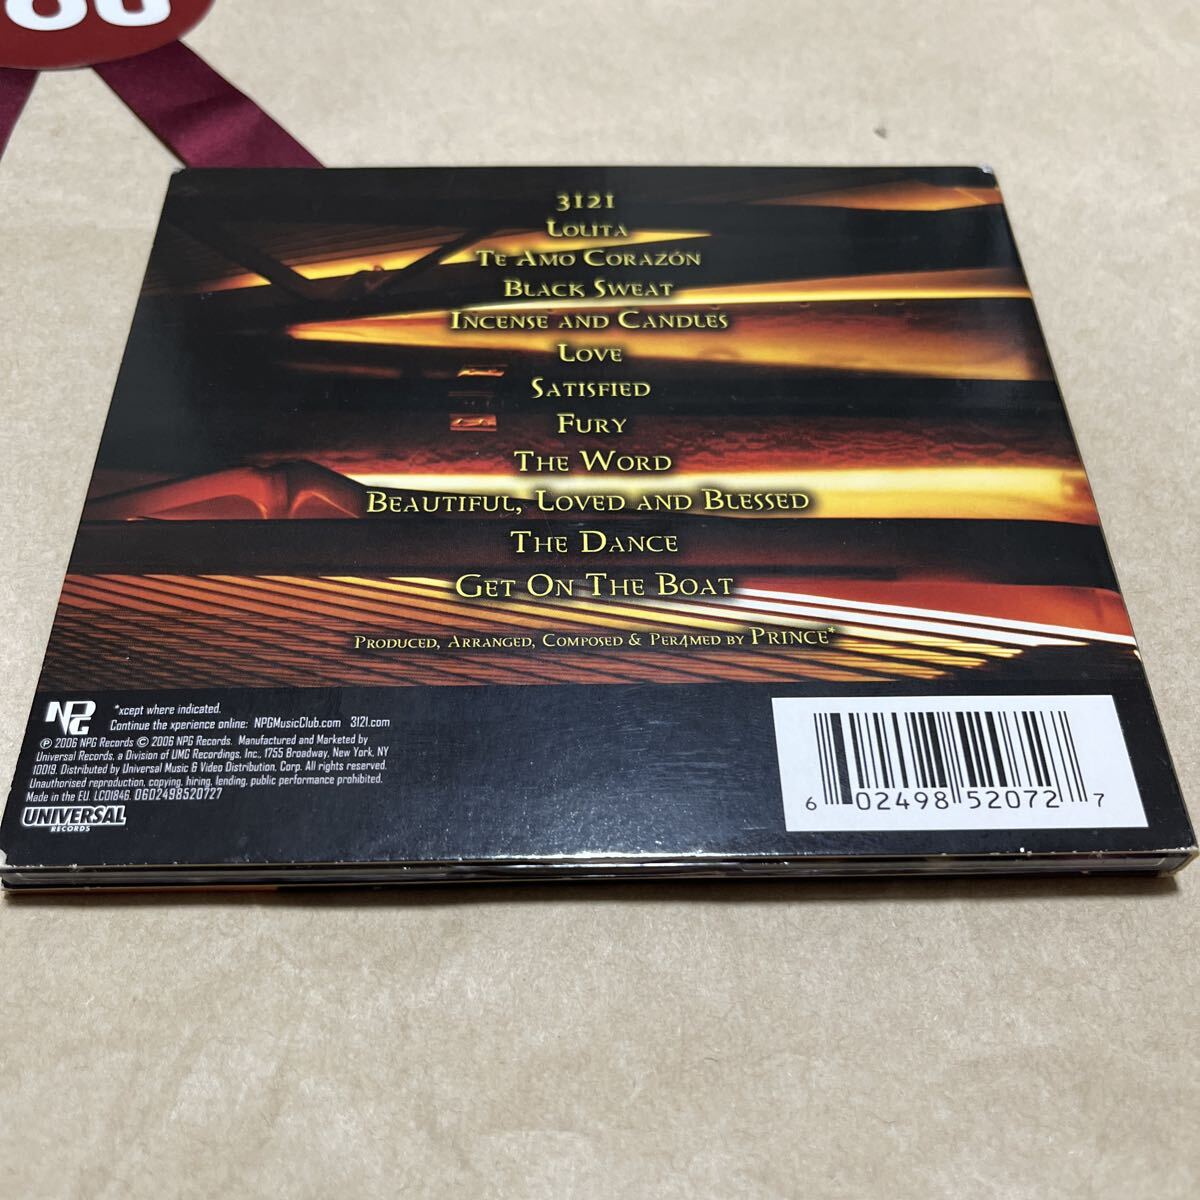 80
3121
Lolita
Te Amo Corazón
Black Sweat
Incense and Candles
Love
Satisfied
Fury
The Word
Beautiful, Loved and Blessed
The Dance
Get On The Boat
Produced, Arranged, Composed & Per4med by Prince*
NPG
*xcept where indicated.
Continue the xperience online: NPGMusicClub.com 3121.com
℗ 2006 NPG Records © 2006 NPG Records. Manufactured and Marketed by
Universal Records, a Division of UMG Recordings, Inc., 1755 Broadway, New York, NY
10019. Distributed by Universal Music & Video Distribution, Corp. All rights reserved.
Unauthorised reproduction, copying, hiring, lending, public performance prohibited.
Made in the EU. LC01846. 0602498520727
UNIVERSAL
RECORDS
6 02498 52072 7